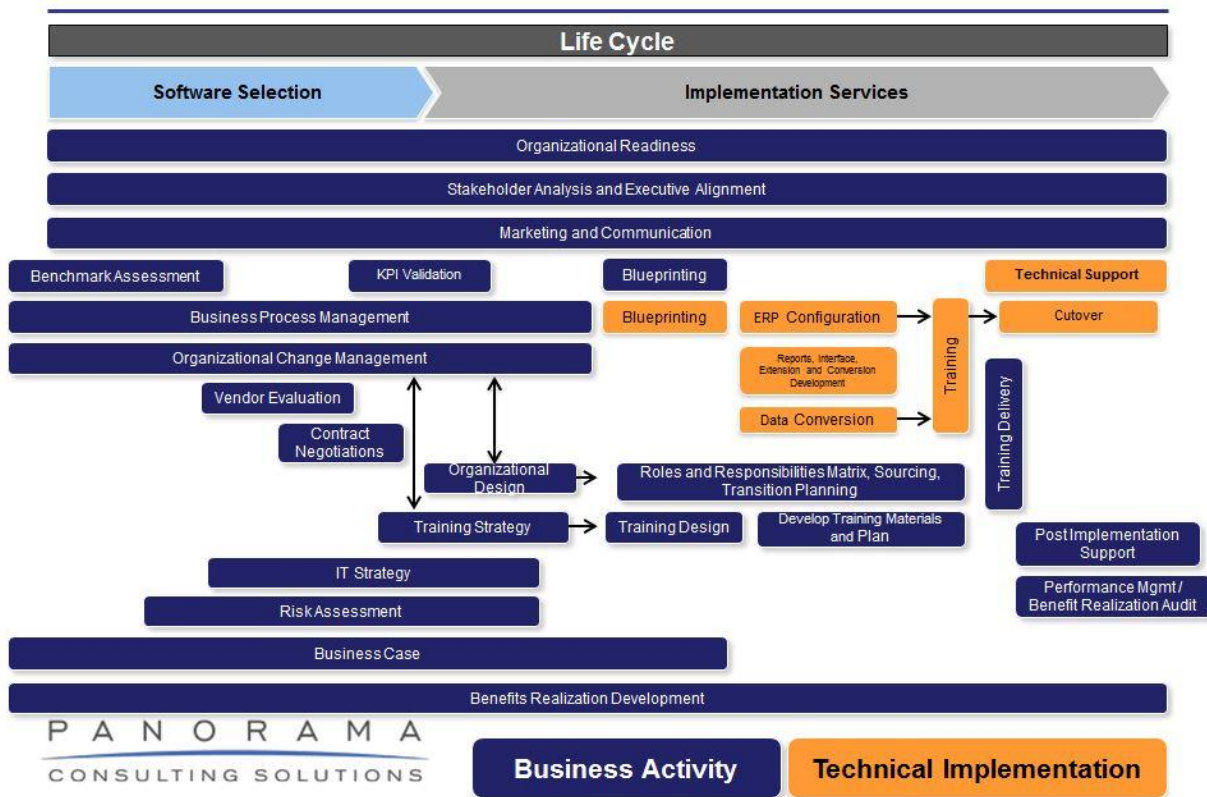 Life Cycle
Software Selection
Implementation Services
Organizational Readiness
Stakeholder Analysis and Executive Alignment
Marketing and Communication
Benchmark Assessment
KPI Validation
Blueprinting
Technical Support
Business Process Management
Blueprinting
ERP Configuration
Training
Cutover
Organizational Change Management
Reports, Interface,
Extension and Conversion
Development
Vendor Evaluation
Data Conversion
Training Delivery
Contract
Negotiations
Organizational
Design
Roles and Responsibilities Matrix, Sourcing,
Transition Planning
Training Strategy
Training Design
Develop Training Materials
and Plan
Post Implementation
Support
IT Strategy
Performance Mgmt /
Benefit Realization Audit
Risk Assessment
Business Case
Benefits Realization Development
PANORAMA
CONSULTING SOLUTIONS
Business Activity
Technical Implementation